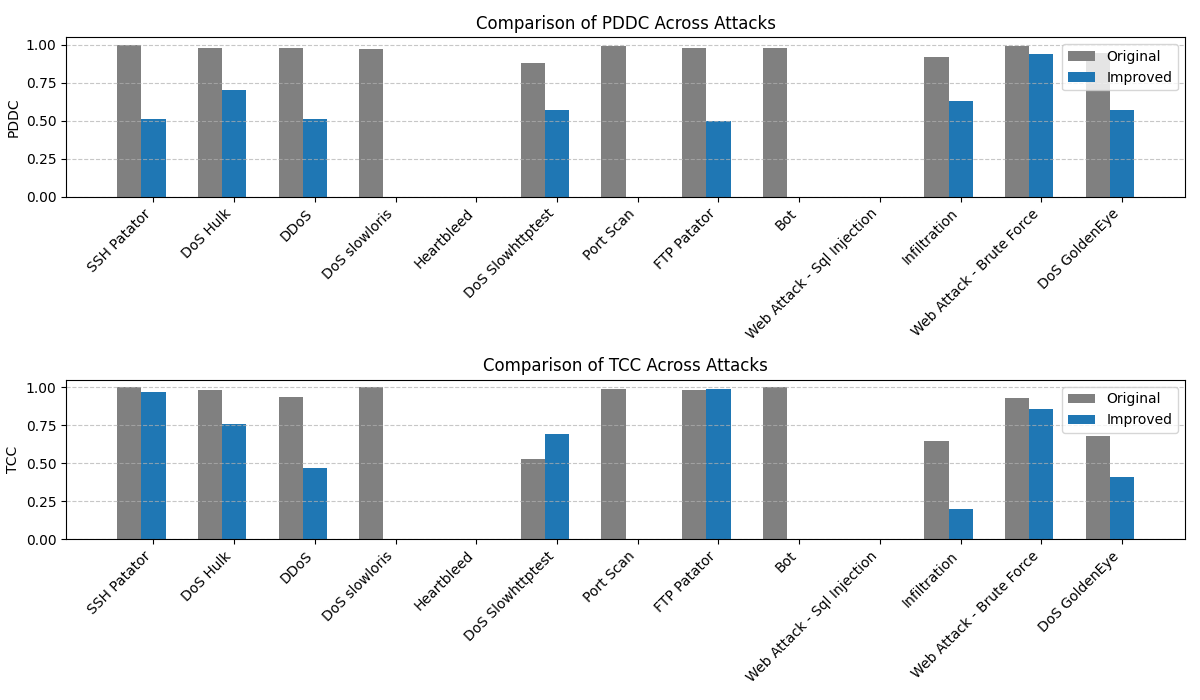 Comparison of PDDC Across Attacks
1.00
0.75
0.50
0.25
0.00
PDDC
Original
Improved
SSH Patator
DoS Hulk
DDoS
DoS slowloris
Heartbleed
DoS Slowhttptest
Port Scan
FTP Patator
Bot
Web Attack - Sql Injection
Infiltration
Web Attack - Brute Force
DoS GoldenEye
Comparison of TCC Across Attacks
1.00
0.75
0.50
0.25
0.00
TCC
Original
Improved
SSH Patator
DoS Hulk
DDoS
DoS slowloris
Heartbleed
DoS Slowhttptest
Port Scan
FTP Patator
Bot
Web Attack - Sql Injection
Infiltration
Web Attack - Brute Force
DoS GoldenEye